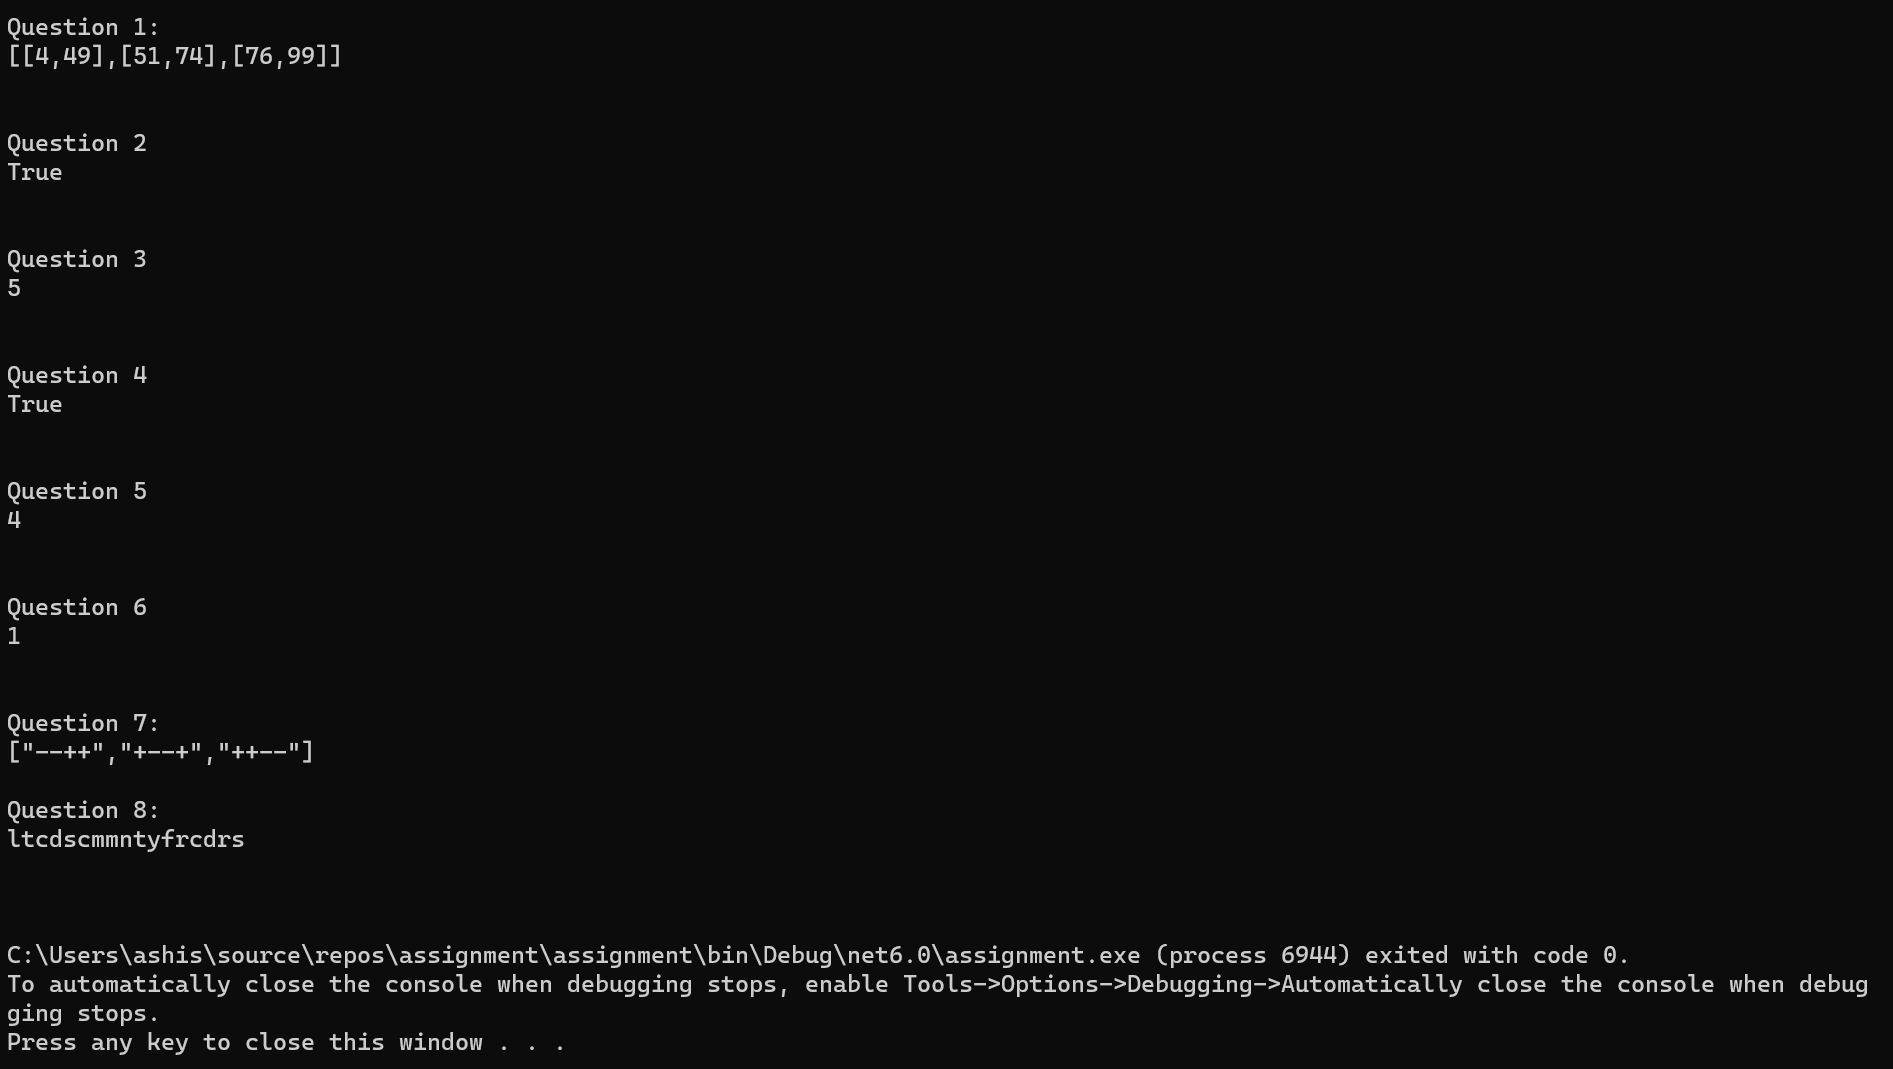 Question 1:
[[4,49],[51,74],[76,99]]
Question 2
True
Question 3
5
Question 4
True
Question 5
4
Question 6
1
Question 7:
["--++","+--+","++--"]
Question 8:
ltcdscmmntyfrcdrs
C:\Users\ashis\source\repos\assignment\assignment\bin\Debug\net6.0\assignment.exe (process 6944) exited with code 0.
To automatically close the console when debugging stops, enable Tools->Options->Debugging->Automatically close the console when debug
ging stops.
Press any key to close this window . . .